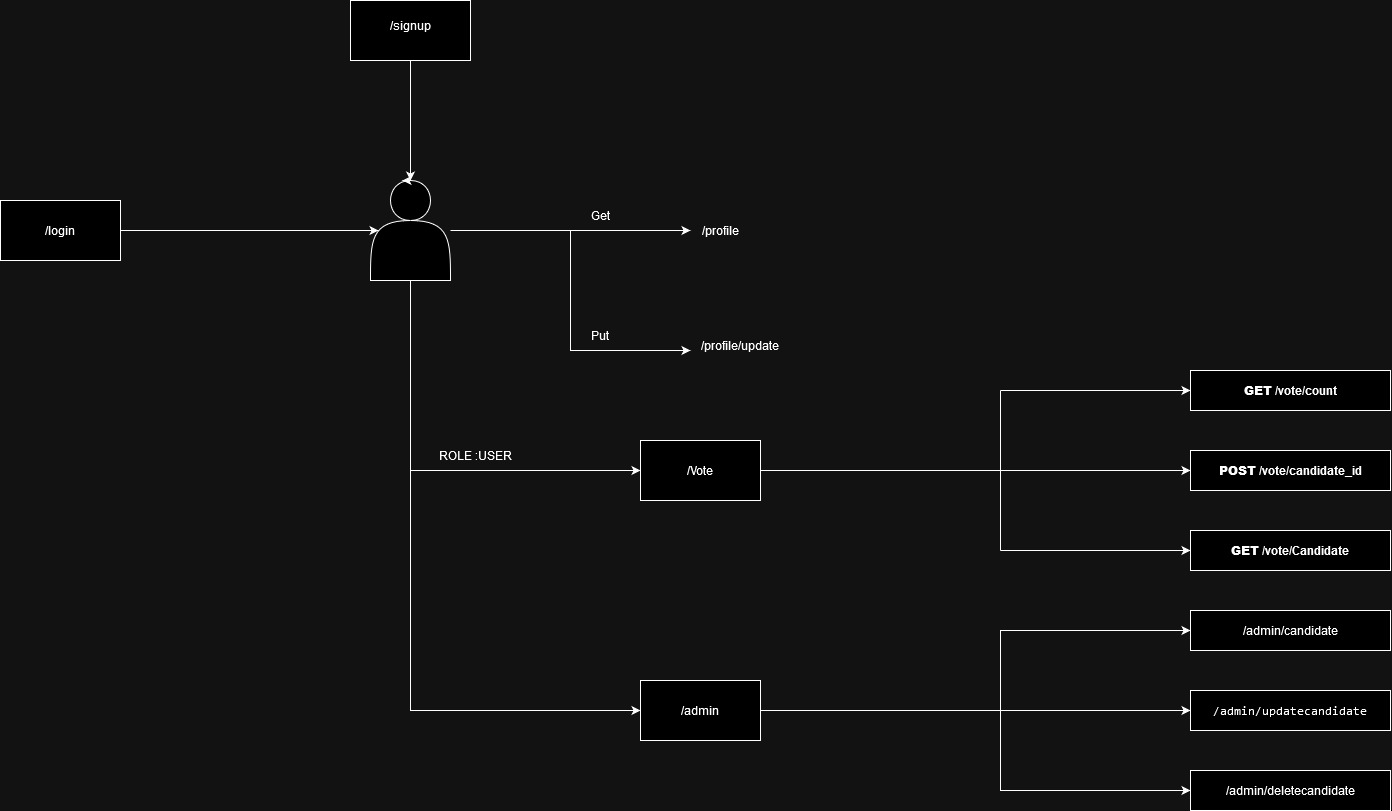 /signup
/login
Get
/profile
Put
/profile/update
GET /vote/count
ROLE :USER
/Vote
POST /vote/candidate_id
GET /vote/Candidate
/admin/candidate
/admin
/admin/updatecandidate
/admin/deletecandidate